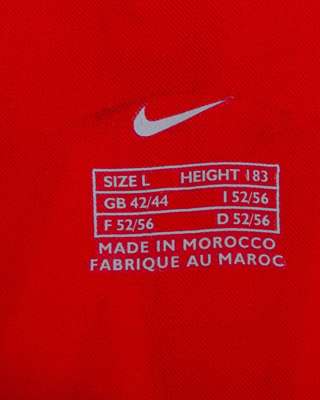 SIZE L HEIGHT 183
GB 42/44 I 52/56
F 52/56 D 52/56
MADE IN MOROCCO
FABRIQUE AU MAROC